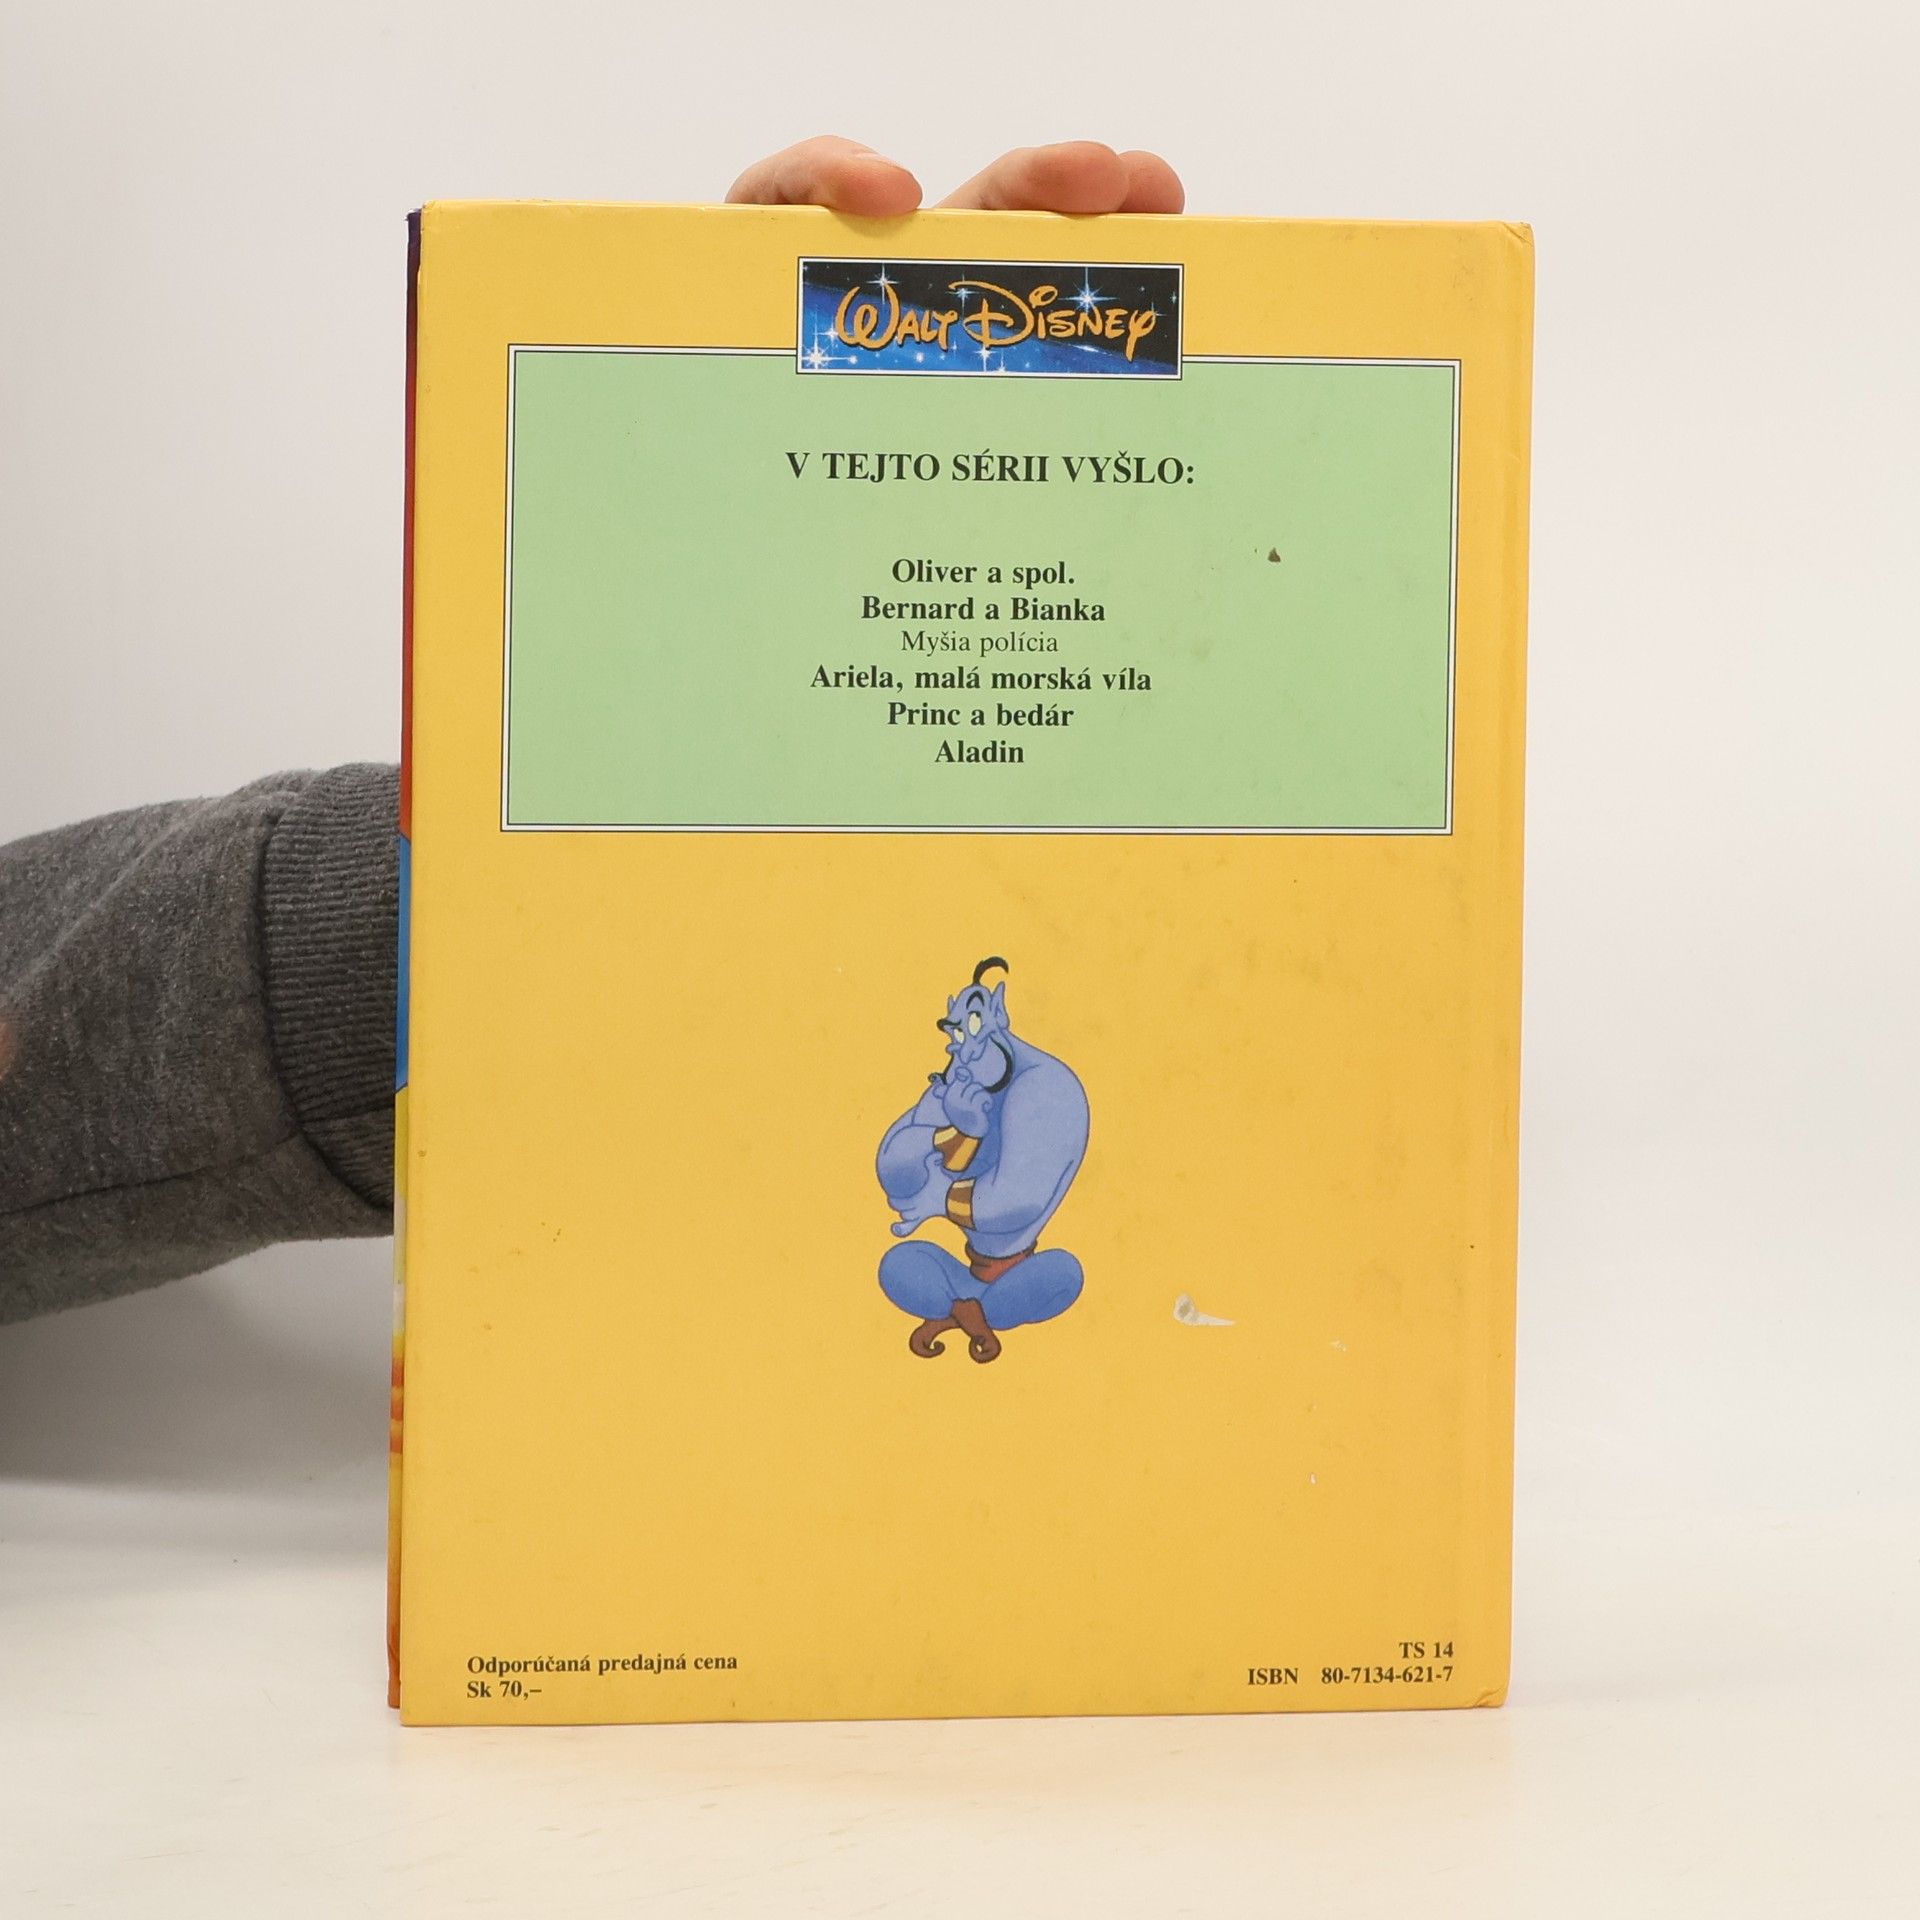 WALT DISNEY
V TEJTO SÉRII VYŠLO:
Oliver a spol.
Bernard a Bianka
Myšia polícia
Ariela, malá morská víla
Princ a bedár
Aladin
Odporúčaná predajná cena
Sk 70,–
TS 14
ISBN 80-7134-621-7